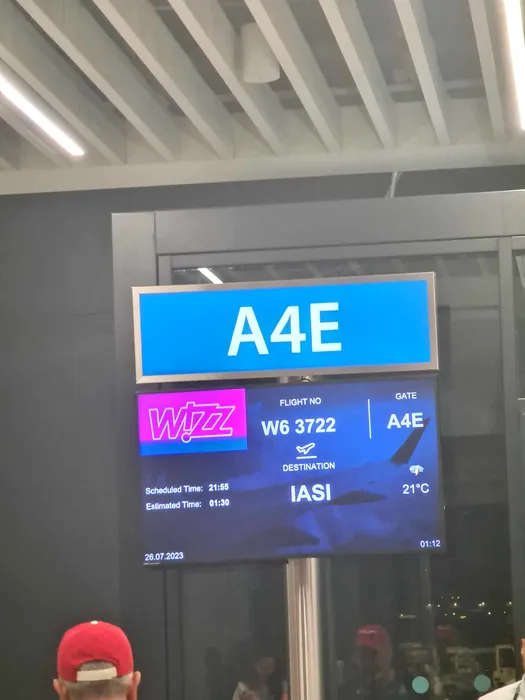 A4E
WIZZ
FLIGHT NO
W6 3722
GATE
A4E
DESTINATION
IASI
21°C
Scheduled Time: 21:55
Estimated Time: 01:30
26.07.2023
01:12